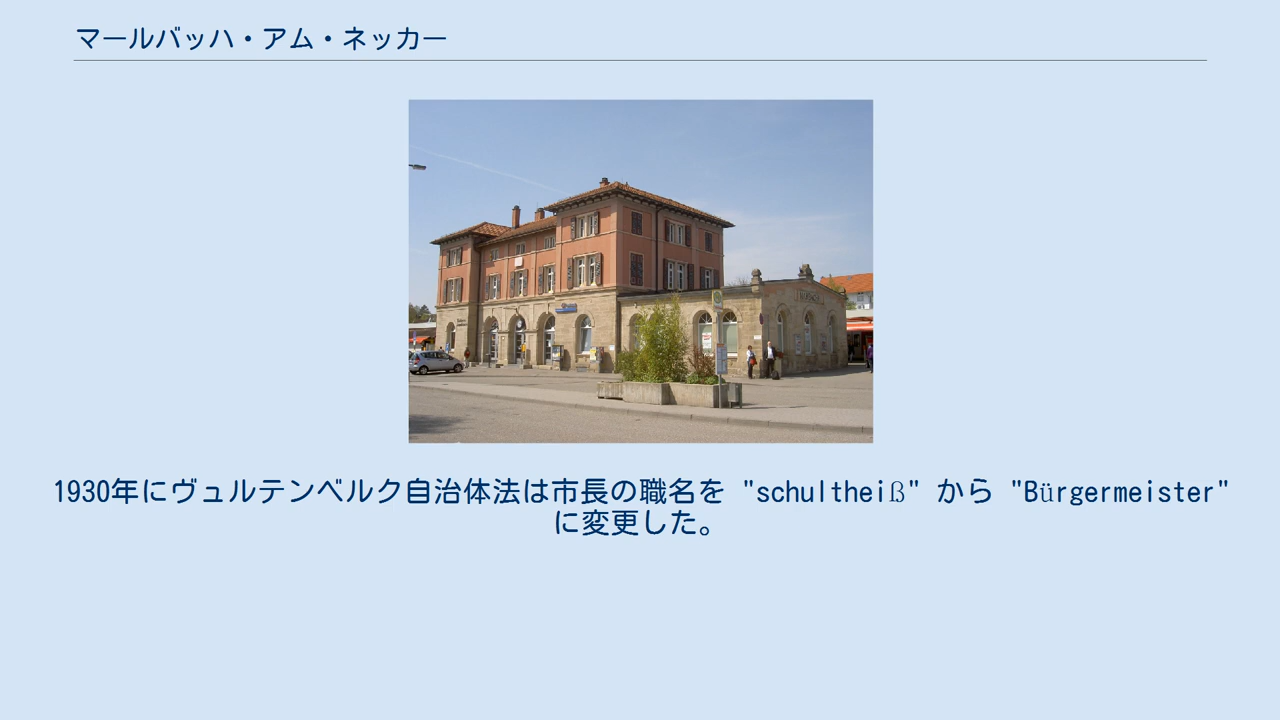 マールバッハ・アム・ネッカー
1930年にヴュルテンベルク自治体法は市長の職名を "schultheiß" から "Bürgermeister"
に変更した。